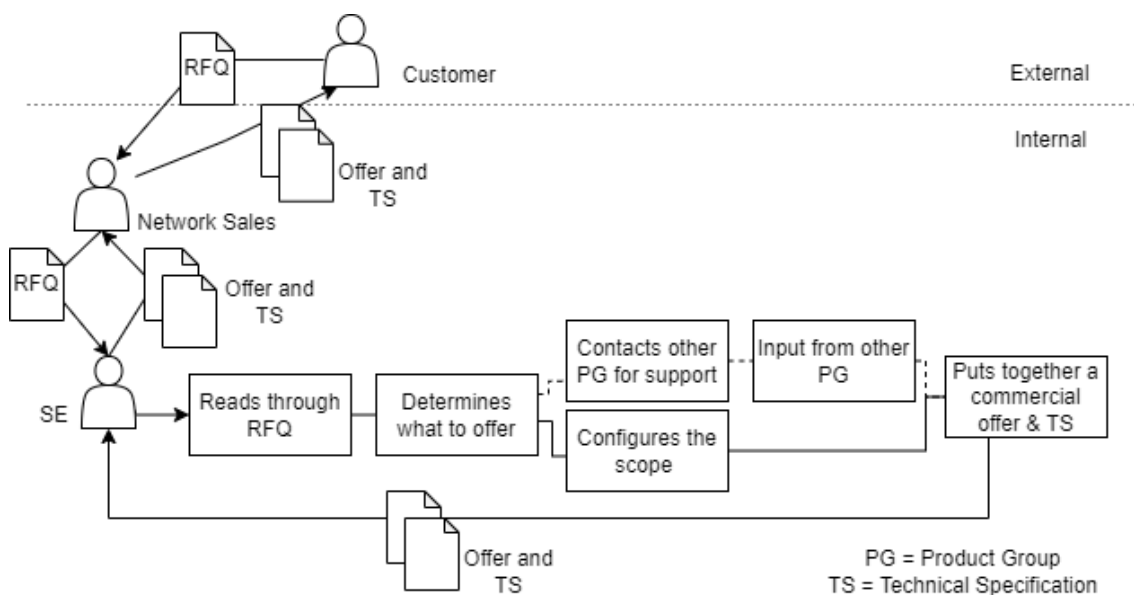 RFQ
Customer
External
Internal
Offer and
TS
Network Sales
RFQ
Offer and
TS
SE
Reads through
RFQ
Determines
what to offer
Contacts other
PG for support
Input from other
PG
Configures the
scope
Puts together a
commercial
offer & TS
Offer and
TS
PG = Product Group
TS = Technical Specification